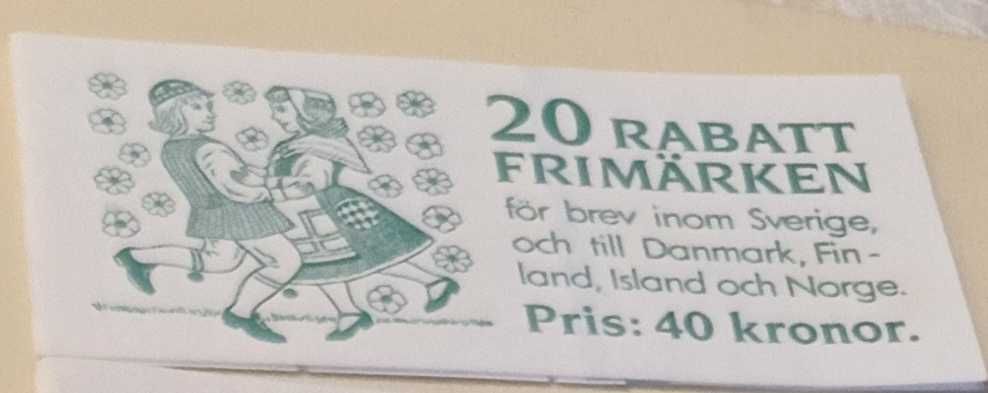 20 RABATT
FRIMÄRKEN
för brev inom Sverige,
och till Danmark, Fin-
land, Island och Norge.
Pris: 40 kronor.